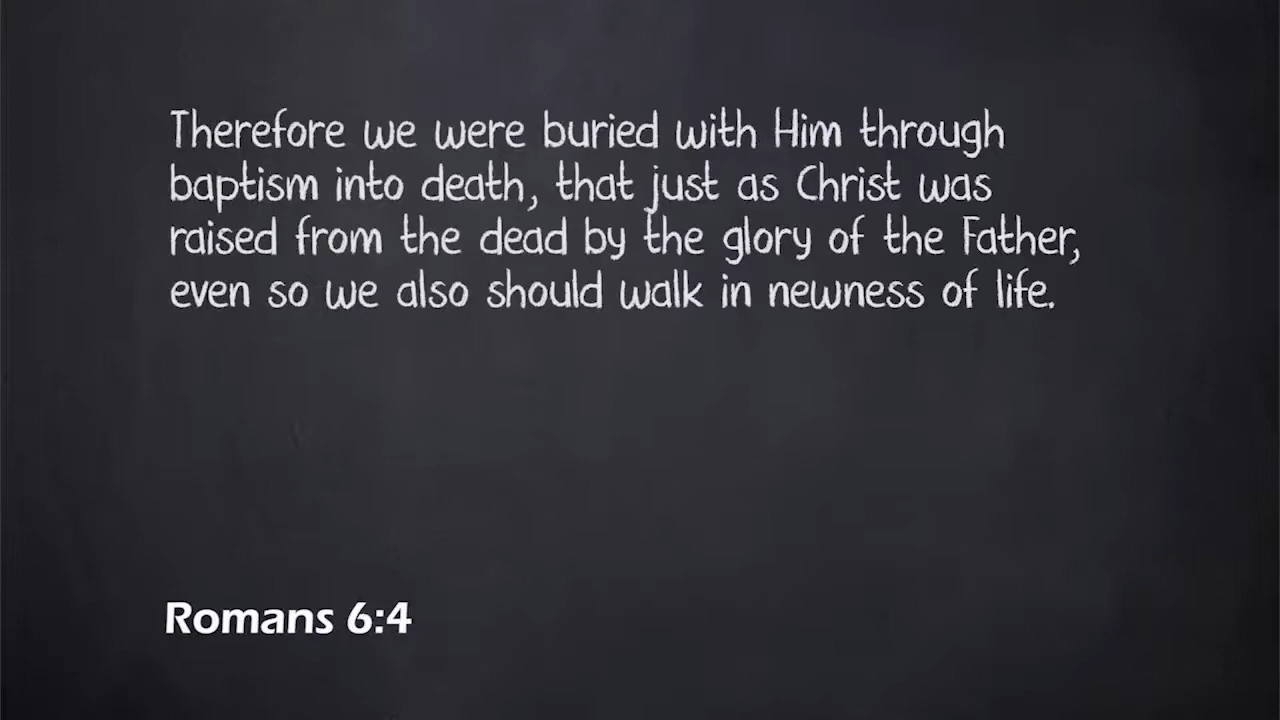 Therefore we were buried with Him through
baptism into death, that just as Christ was
raised from the dead by the glory of the Father,
even so we also should walk in newness of life.
Romans 6:4